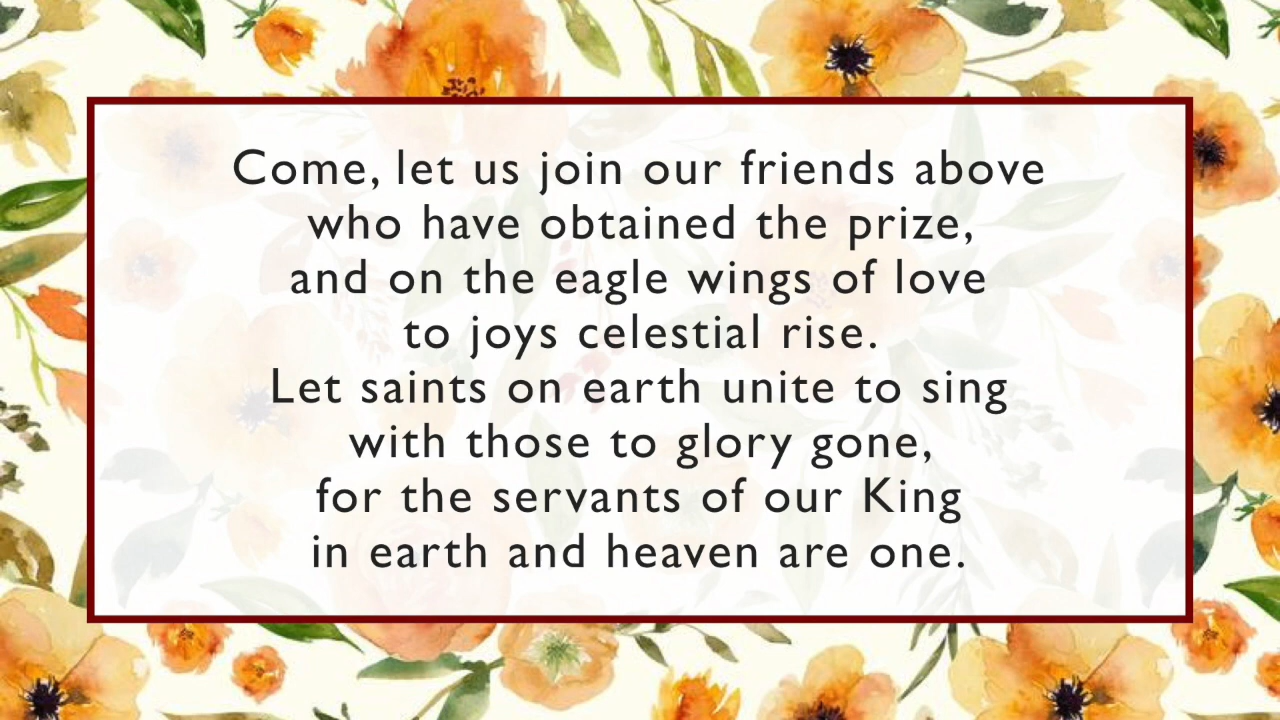 Come, let us join our friends above
who have obtained the prize,
and on the eagle wings of love
to joys celestial rise.
Let saints on earth unite to sing
with those to glory gone,
for the servants of our King
in earth and heaven are one.